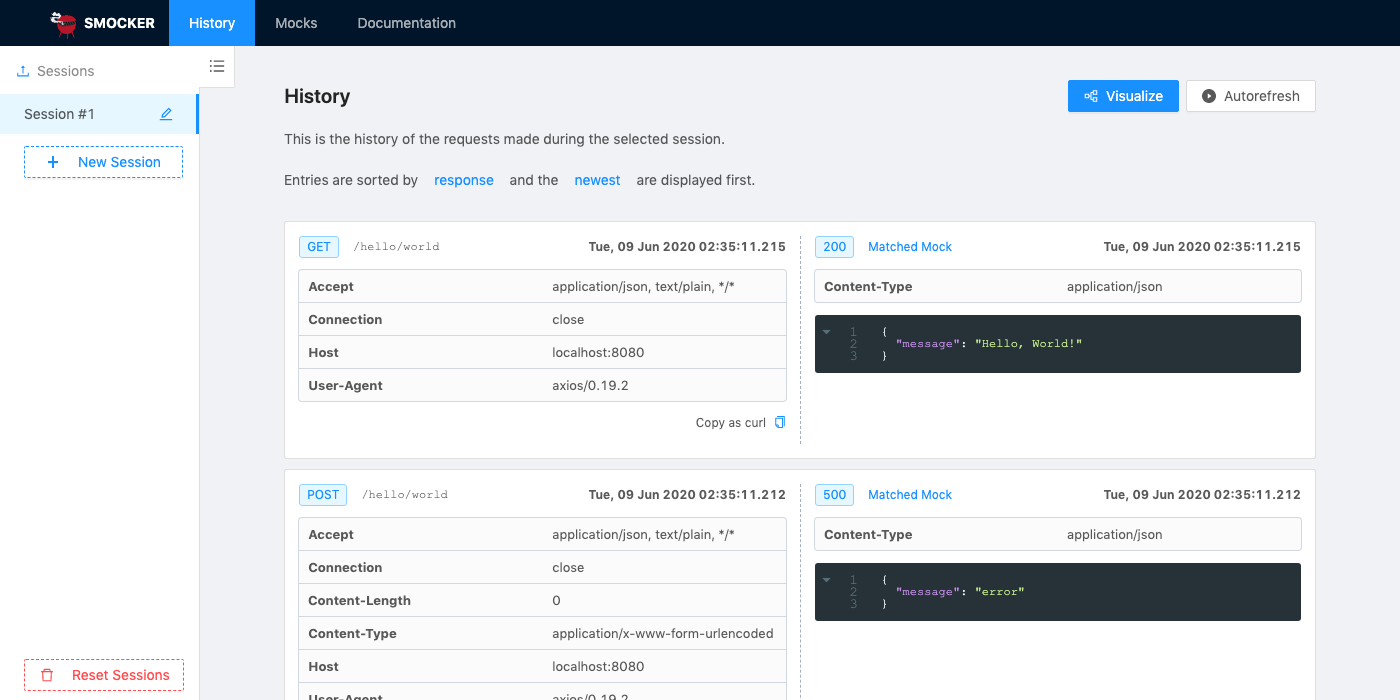 SMOCKER History Mocks Documentation
Sessions
Session #1
New Session
Reset Sessions
History
Visualize Autorefresh
This is the history of the requests made during the selected session.
Entries are sorted by response and the newest are displayed first.
GET /hello/world Tue, 09 Jun 2020 02:35:11.215
Accept application/json, text/plain, */*
Connection close
Host localhost:8080
User-Agent axios/0.19.2
Copy as curl
200 Matched Mock Tue, 09 Jun 2020 02:35:11.215
Content-Type application/json
1 {
2 "message": "Hello, World!"
3 }
POST /hello/world Tue, 09 Jun 2020 02:35:11.212
Accept application/json, text/plain, */*
Connection close
Content-Length 0
Content-Type application/x-www-form-urlencoded
Host localhost:8080
User-Agent axios/0.19.2
500 Matched Mock Tue, 09 Jun 2020 02:35:11.212
Content-Type application/json
1 {
2 "message": "error"
3 }